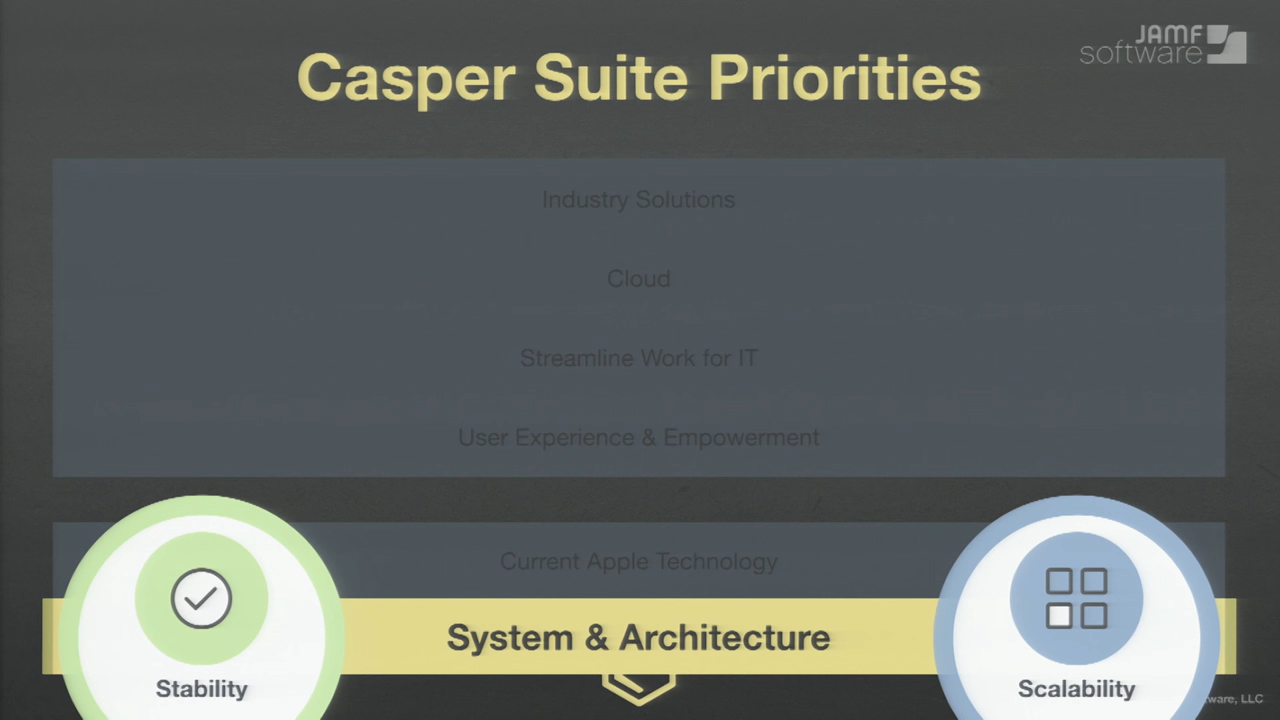 JAMF
software
Casper Suite Priorities
Industry Solutions
Cloud
Streamline Work for IT
User Experience & Empowerment
Current Apple Technology
System & Architecture
Stability
Scalability
LLC